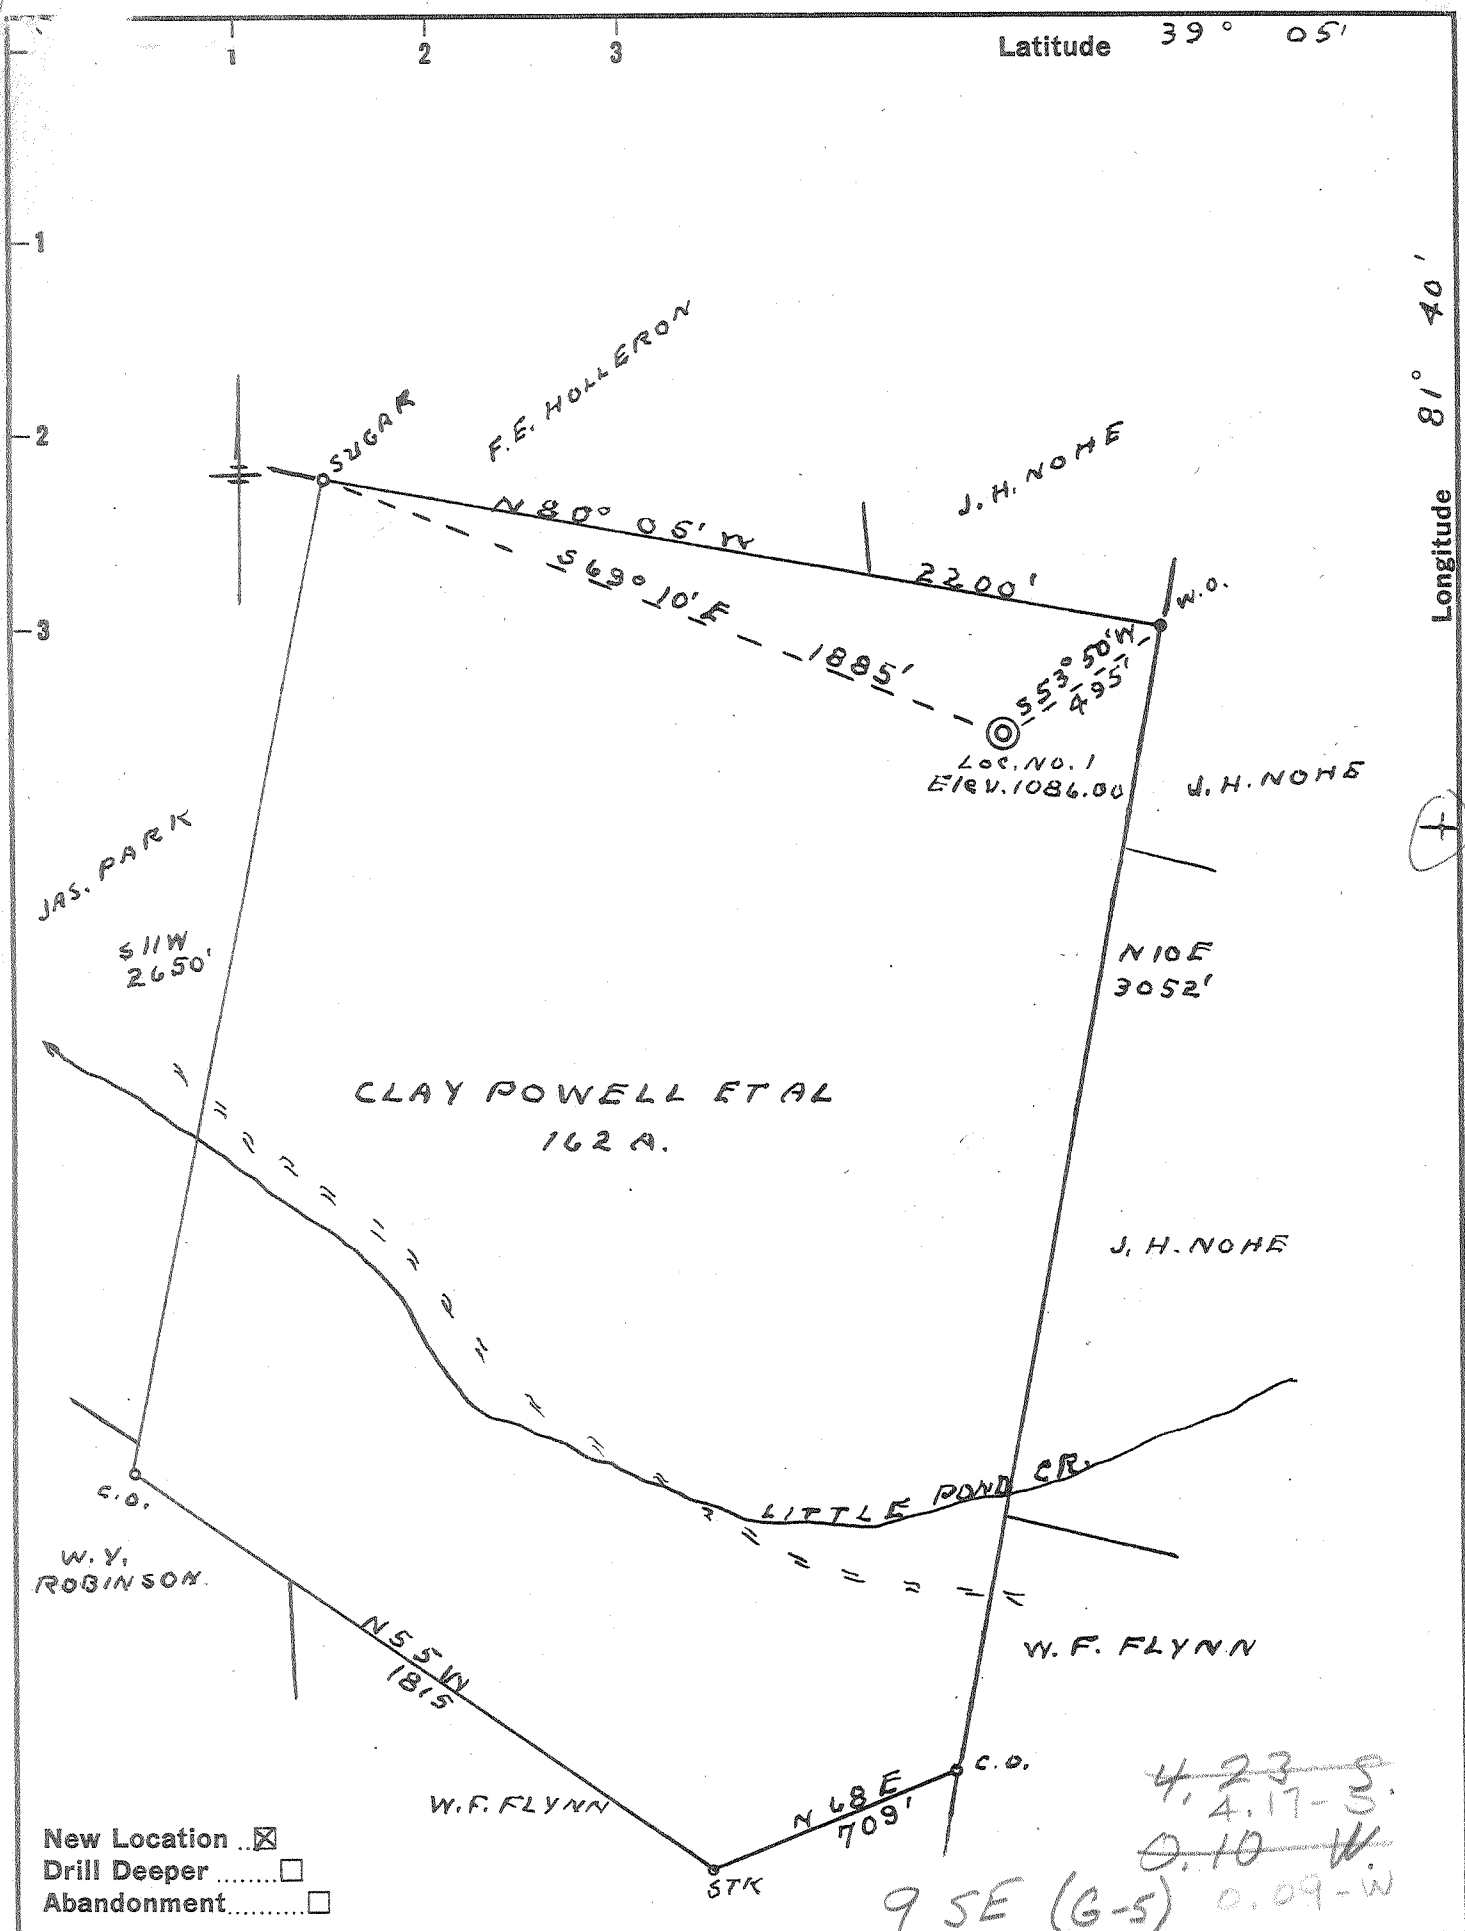 Latitude 39° 05'
1 2 3
1
2
3
81° 40'
Longitude
SUGAR
F.E. HOLLERON
J.H. NOHE
N 80° 05' W
2200'
W.O.
S 69° 10' E
1885'
S 53° 50' W
495'
Loc. No. 1
Elev. 1086.00
J.H. NOHE
JAS. PARK
S 11 W
2650'
N 10 E
3052'
CLAY POWELL ET AL
162 A.
J. H. NOHE
LITTLE POND CR.
C.O.
W.Y.
ROBINSON
N 55 W
1815
W.F. FLYNN
C.O.
N 68 E
709'
W.F. FLYNN
STK
4.23 S.
4.17-S.
0.10 W.
0.09-W
9 SE (G-5)
New Location ..☒
Drill Deeper ........☐
Abandonment..........☐